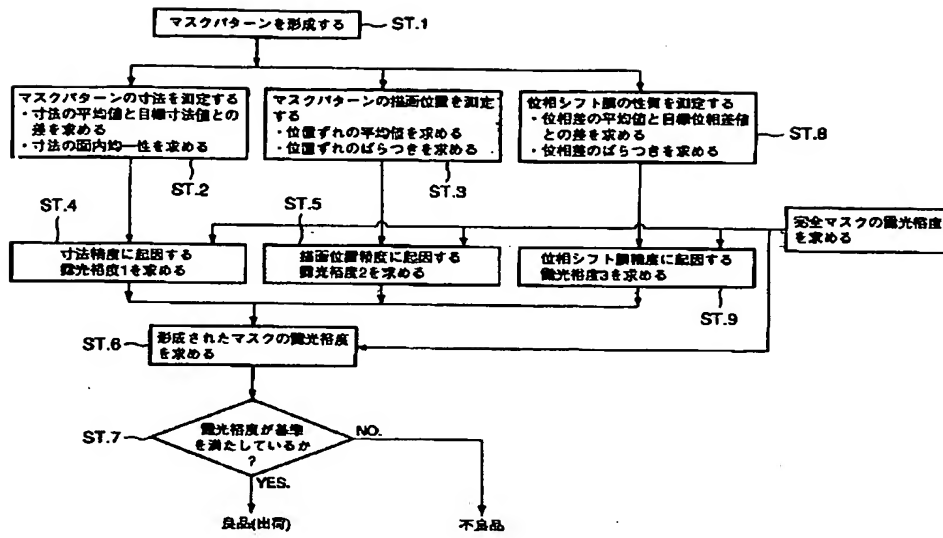 マスクパターンを形成する
ST.1
マスクパターンの寸法を測定する
・寸法の平均値と目標寸法値との
差を求める
・寸法の面内均一性を求める
ST.2
マスクパターンの描画位置を測定
する
・位置ずれの平均値を求める
・位置ずれのばらつきを求める
ST.3
位相シフト膜の性質を測定する
・位相差の平均値と目標位相差値
との差を求める
・位相差のばらつきを求める
ST.8
ST.4
寸法精度に起因する
露光裕度1を求める
ST.5
描画位置精度に起因する
露光裕度2を求める
位相シフト膜精度に起因する
露光裕度3を求める
ST.9
完全マスクの露光裕度
を求める
ST.6
形成されたマスクの露光裕度
を求める
ST.7
露光裕度が基準
を満たしているか
?
NO.
YES.
良品(出荷)
不良品